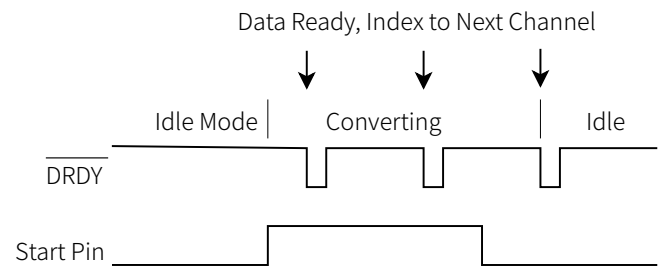 Data Ready, Index to Next Channel
Idle Mode Converting Idle
DRDY
Start Pin